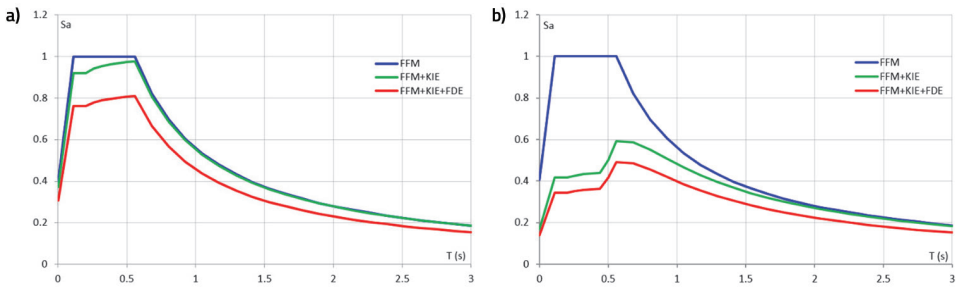 a)
1.2
Sa
1
0.8
0.6
0.4
0.2
0
FFM
FFM+KIE
FFM+KIE+FDE
T (s)
0 0.5 1 1.5 2 2.5 3
b)
1.2
Sa
1
0.8
0.6
0.4
0.2
0
FFM
FFM+KIE
FFM+KIE+FDE
T (s)
0 0.5 1 1.5 2 2.5 3